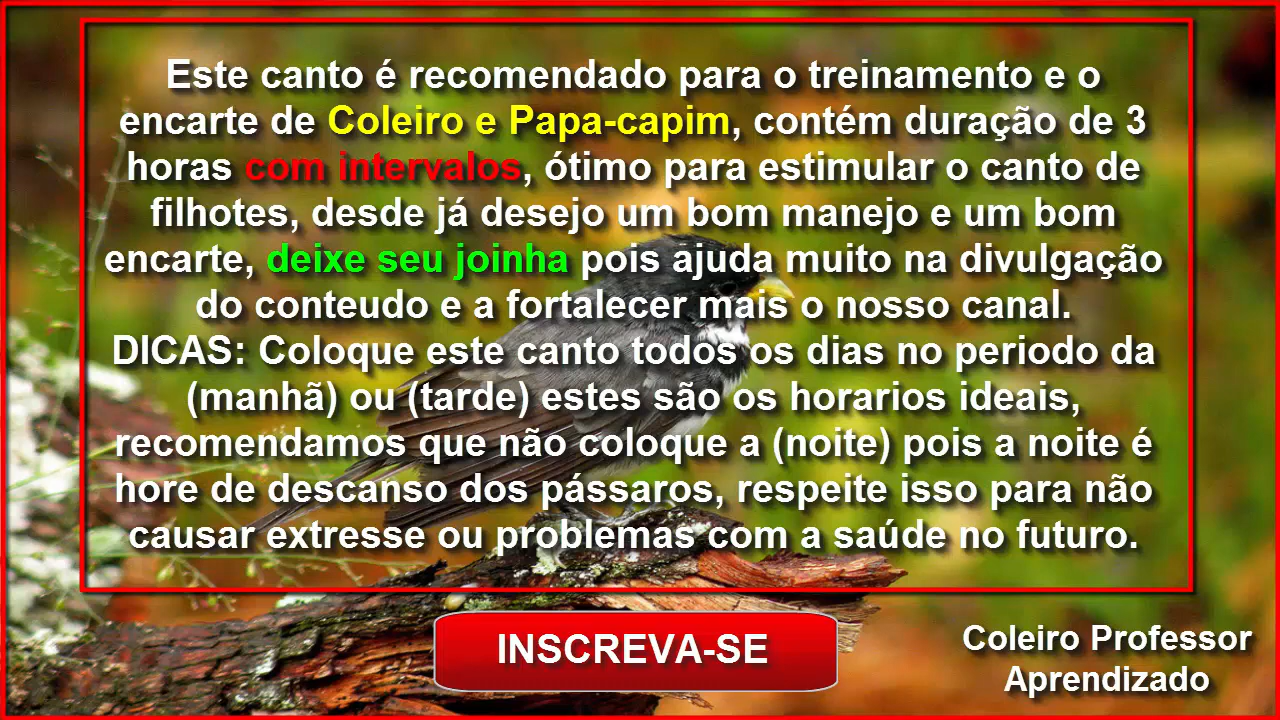 Este canto é recomendado para o treinamento e o
encarte de Coleiro e Papa-capim, contém duração de 3
horas com intervalos, ótimo para estimular o canto de
filhotes, desde já desejo um bom manejo e um bom
encarte, deixe seu joinha pois ajuda muito na divulgação
do conteudo e a fortalecer mais o nosso canal.
DICAS: Coloque este canto todos os dias no periodo da
(manhã) ou (tarde) estes são os horarios ideais,
recomendamos que não coloque a (noite) pois a noite é
hore de descanso dos pássaros, respeite isso para não
causar extresse ou problemas com a saúde no futuro.
INSCREVA-SE
Coleiro Professor
Aprendizado